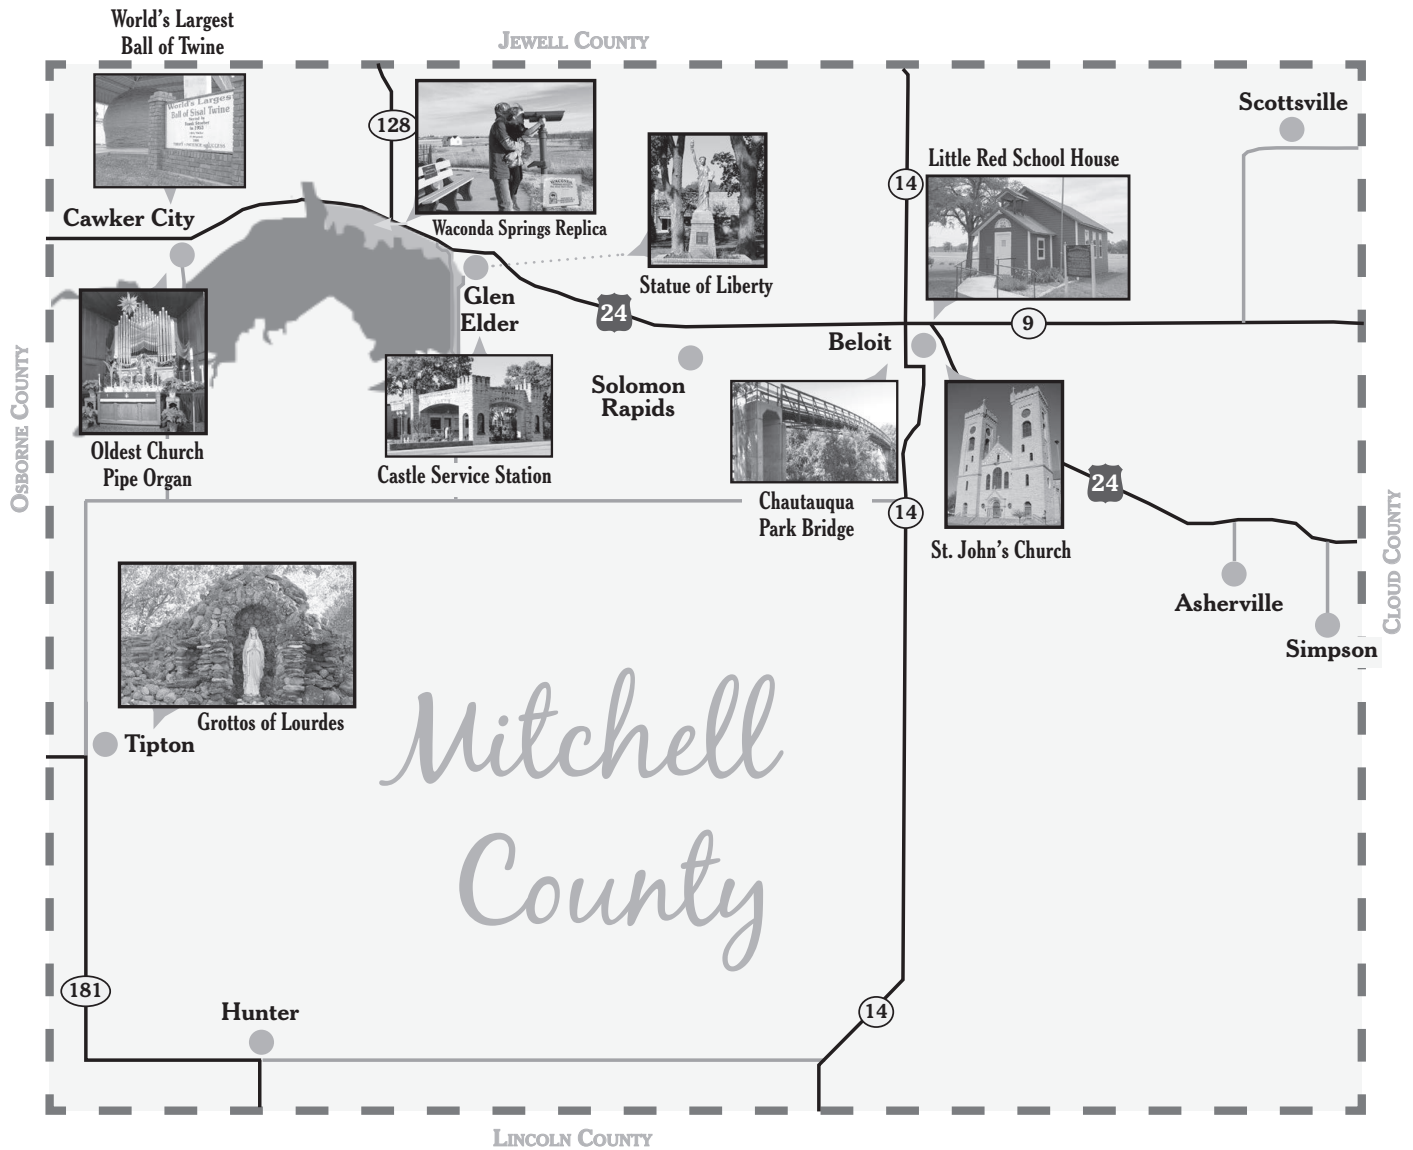 World's Largest
Ball of Twine
JEWELL COUNTY
Scottsville
128
World's Largest
Ball of Sisal Twine
14
Little Red School House
Cawker City
Waconda Springs Replica
Statue of Liberty
Glen
Elder
24
9
Beloit
Solomon
Rapids
OSBORNE COUNTY
Oldest Church
Pipe Organ
Castle Service Station
24
Chautauqua
Park Bridge
14
St. John's Church
CLOUD COUNTY
Asherville
Simpson
Grottos of Lourdes
Tipton
Mitchell
County
181
Hunter
14
LINCOLN COUNTY